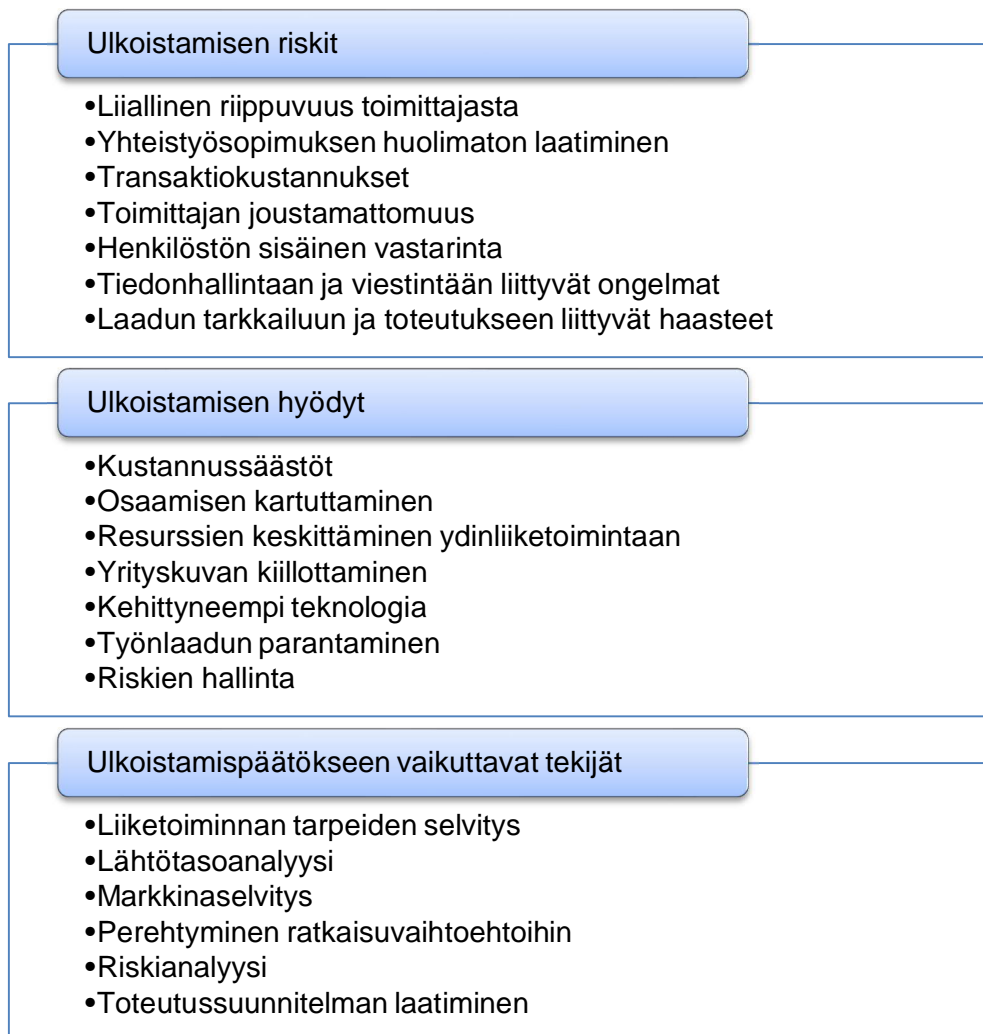 Ulkoistamisen riskit
•Liiallinen riippuvuus toimittajasta
•Yhteistyösopimuksen huolimaton laatiminen
•Transaktiokustannukset
•Toimittajan joustamattomuus
•Henkilöstön sisäinen vastarinta
•Tiedonhallintaan ja viestintään liittyvät ongelmat
•Laadun tarkkailuun ja toteutukseen liittyvät haasteet
Ulkoistamisen hyödyt
•Kustannussäästöt
•Osaamisen kartuttaminen
•Resurssien keskittäminen ydinliiketoimintaan
•Yrityskuvan kiillottaminen
•Kehittyneempi teknologia
•Työnlaadun parantaminen
•Riskien hallinta
Ulkoistamispäätökseen vaikuttavat tekijät
•Liiketoiminnan tarpeiden selvitys
•Lähtötasoanalyysi
•Markkinaselvitys
•Perehtyminen ratkaisuvaihtoehtoihin
•Riskianalyysi
•Toteutussuunnitelman laatiminen